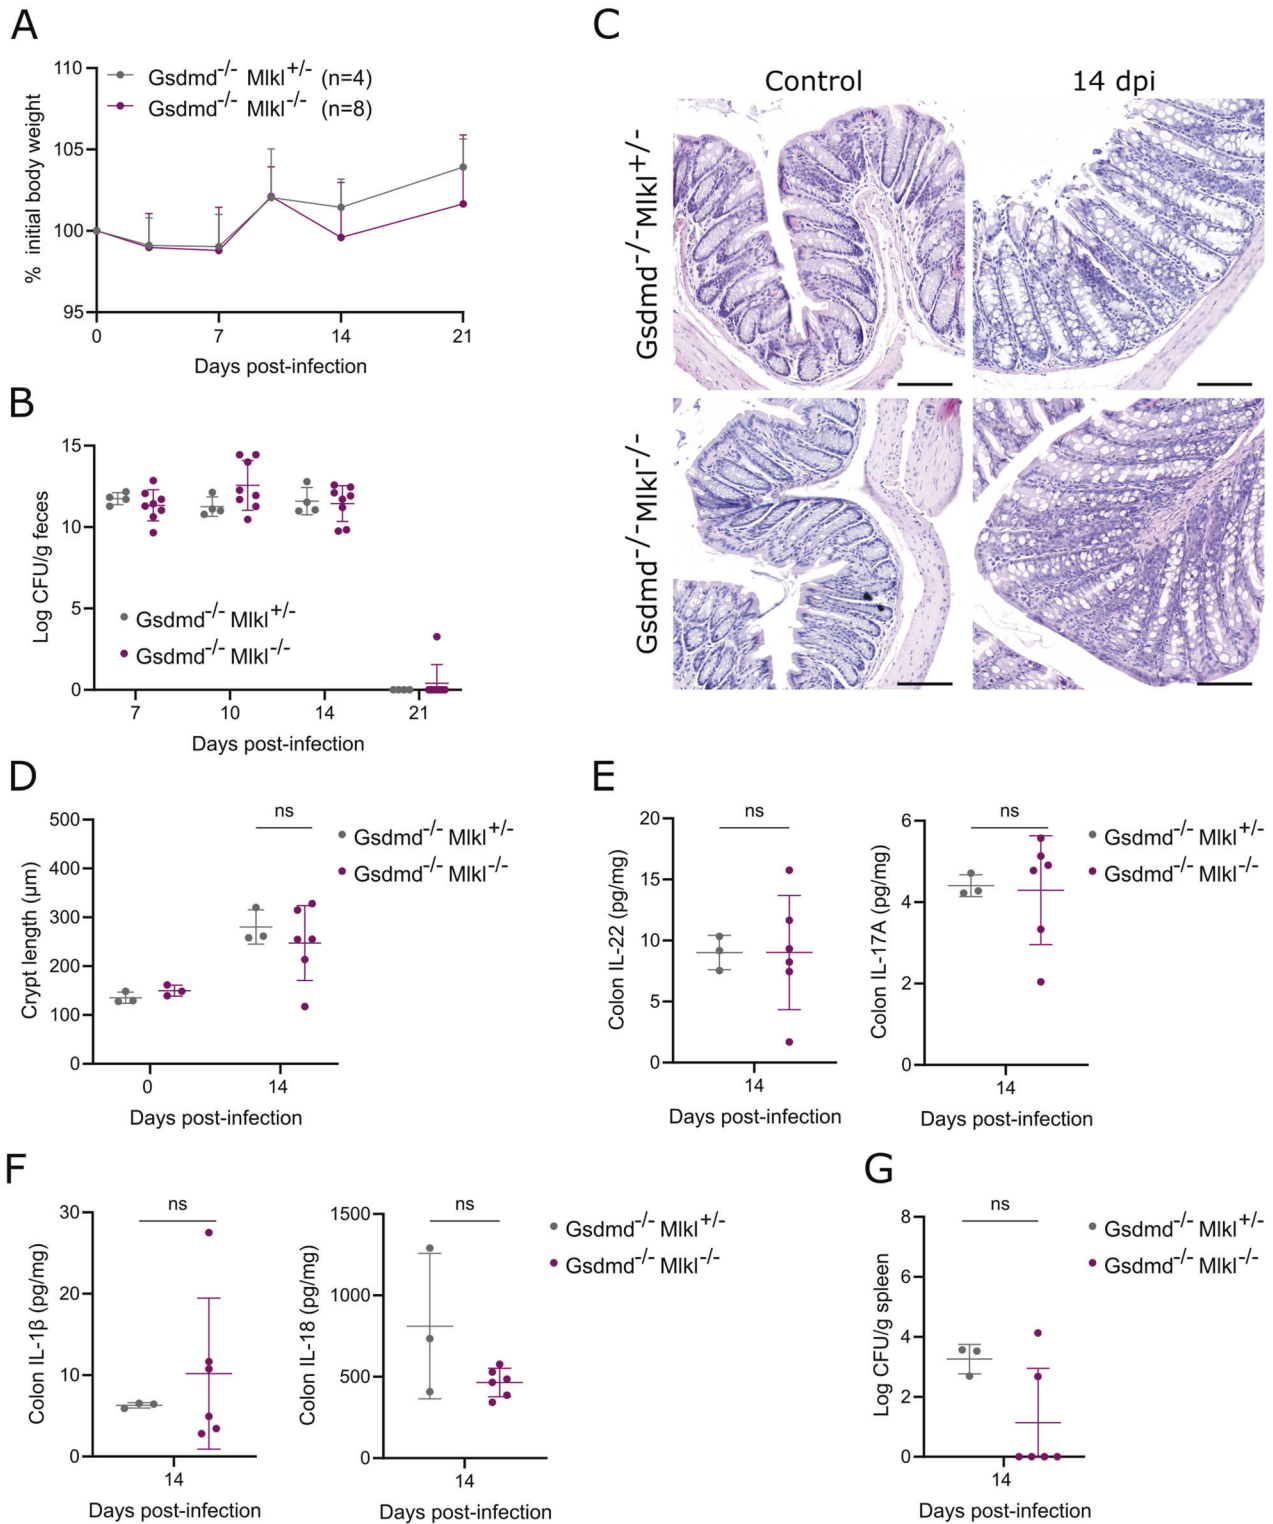 A
110
105
100
95
% initial body weight
Gsdmd-/- Mlkl+/- (n=4)
Gsdmd-/- Mlkl-/- (n=8)
0
7
14
21
Days post-infection
B
15
10
5
0
Log CFU/g feces
Gsdmd-/- Mlkl+/-
Gsdmd-/- Mlkl-/-
7
10
14
21
Days post-infection
C
Control
14 dpi
Gsdmd-/-Mlkl+/-
Gsdmd-/-Mlkl-/-
D
500
400
300
200
100
0
Crypt length (µm)
ns
Gsdmd-/- Mlkl+/-
Gsdmd-/- Mlkl-/-
0
14
Days post-infection
E
20
15
10
5
0
Colon IL-22 (pg/mg)
ns
14
Days post-infection
6
4
2
0
Colon IL-17A (pg/mg)
ns
14
Days post-infection
Gsdmd-/- Mlkl+/-
Gsdmd-/- Mlkl-/-
F
30
20
10
0
Colon IL-1β (pg/mg)
ns
14
Days post-infection
1500
1000
500
0
Colon IL-18 (pg/mg)
ns
14
Days post-infection
Gsdmd-/- Mlkl+/-
Gsdmd-/- Mlkl-/-
G
8
6
4
2
0
Log CFU/g spleen
ns
14
Days post-infection
Gsdmd-/- Mlkl+/-
Gsdmd-/- Mlkl-/-